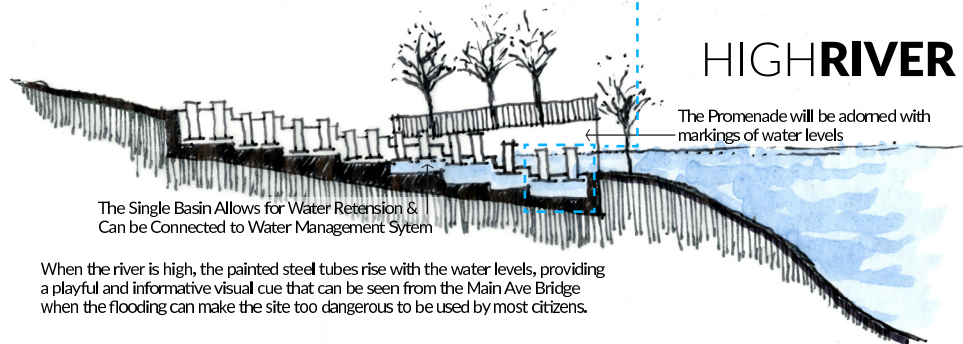 HIGHRIVER
The Promenade will be adorned with
markings of water levels
The Single Basin Allows for Water Retension &
Can be Connected to Water Management Sytem
When the river is high, the painted steel tubes rise with the water levels, providing
a playful and informative visual cue that can be seen from the Main Ave Bridge
when the flooding can make the site too dangerous to be used by most citizens.